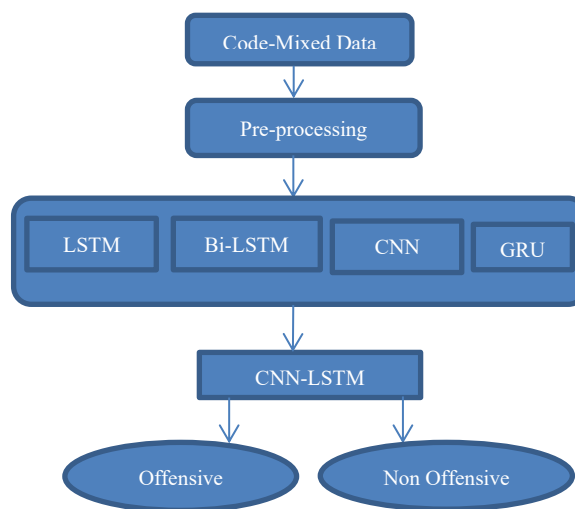 Code-Mixed Data
Pre-processing
LSTM
Bi-LSTM
CNN
GRU
CNN-LSTM
Offensive
Non Offensive